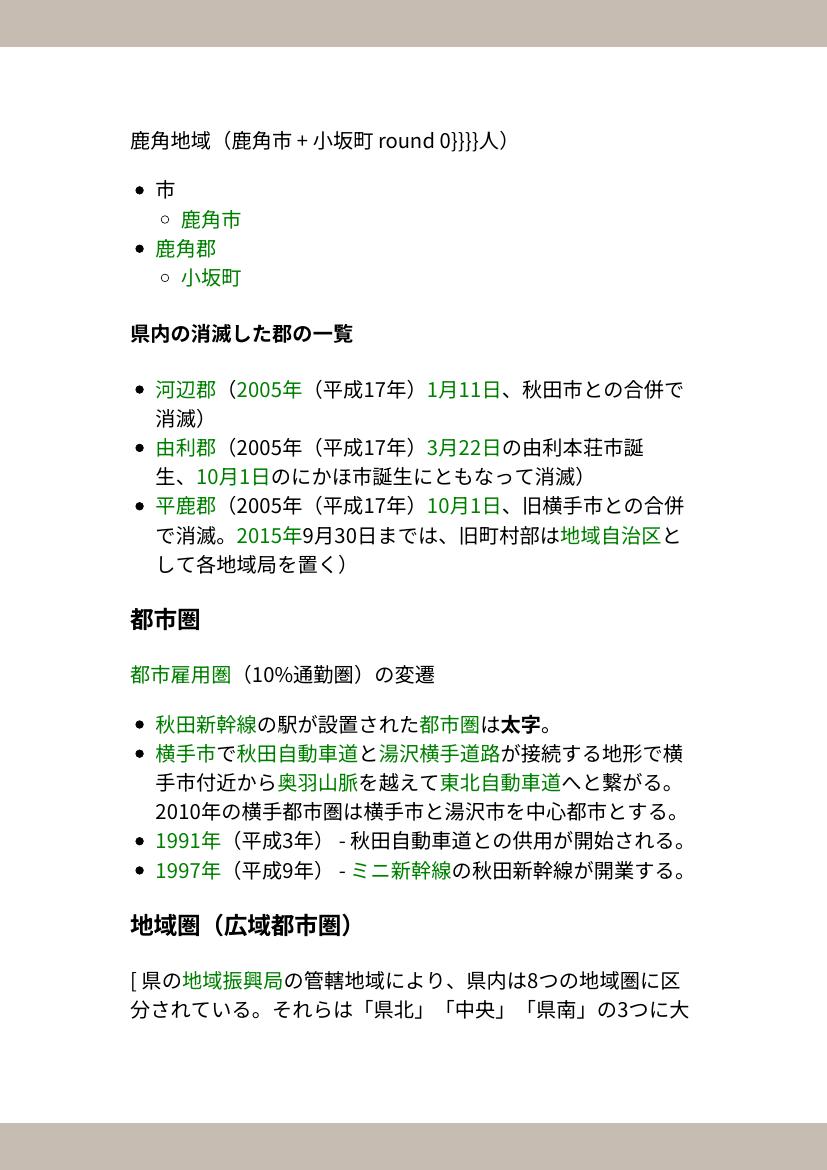 鹿角地域（鹿角市 + 小坂町 round 0}}}}人）
市
鹿角市
鹿角郡
小坂町
県内の消滅した郡の一覧
河辺郡（2005年（平成17年）1月11日、秋田市との合併で
消滅）
由利郡（2005年（平成17年）3月22日の由利本荘市誕
生、10月1日のにかほ市誕生にともなって消滅）
平鹿郡（2005年（平成17年）10月1日、旧横手市との合併
で消滅。2015年9月30日までは、旧町村部は地域自治区と
して各地域局を置く）
都市圏
都市雇用圏（10%通勤圏）の変遷
秋田新幹線の駅が設置された都市圏は太字。
横手市で秋田自動車道と湯沢横手道路が接続する地形で横
手市付近から奥羽山脈を越えて東北自動車道へと繋がる。
2010年の横手都市圏は横手市と湯沢市を中心都市とする。
1991年（平成3年） - 秋田自動車道との供用が開始される。
1997年（平成9年） - ミニ新幹線の秋田新幹線が開業する。
地域圏（広域都市圏）
[ 県の地域振興局の管轄地域により、県内は8つの地域圏に区
分されている。それらは「県北」「中央」「県南」の3つに大